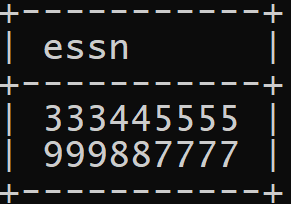 +-----------+
| essn      |
+-----------+
| 333445555 |
| 999887777 |
+-----------+